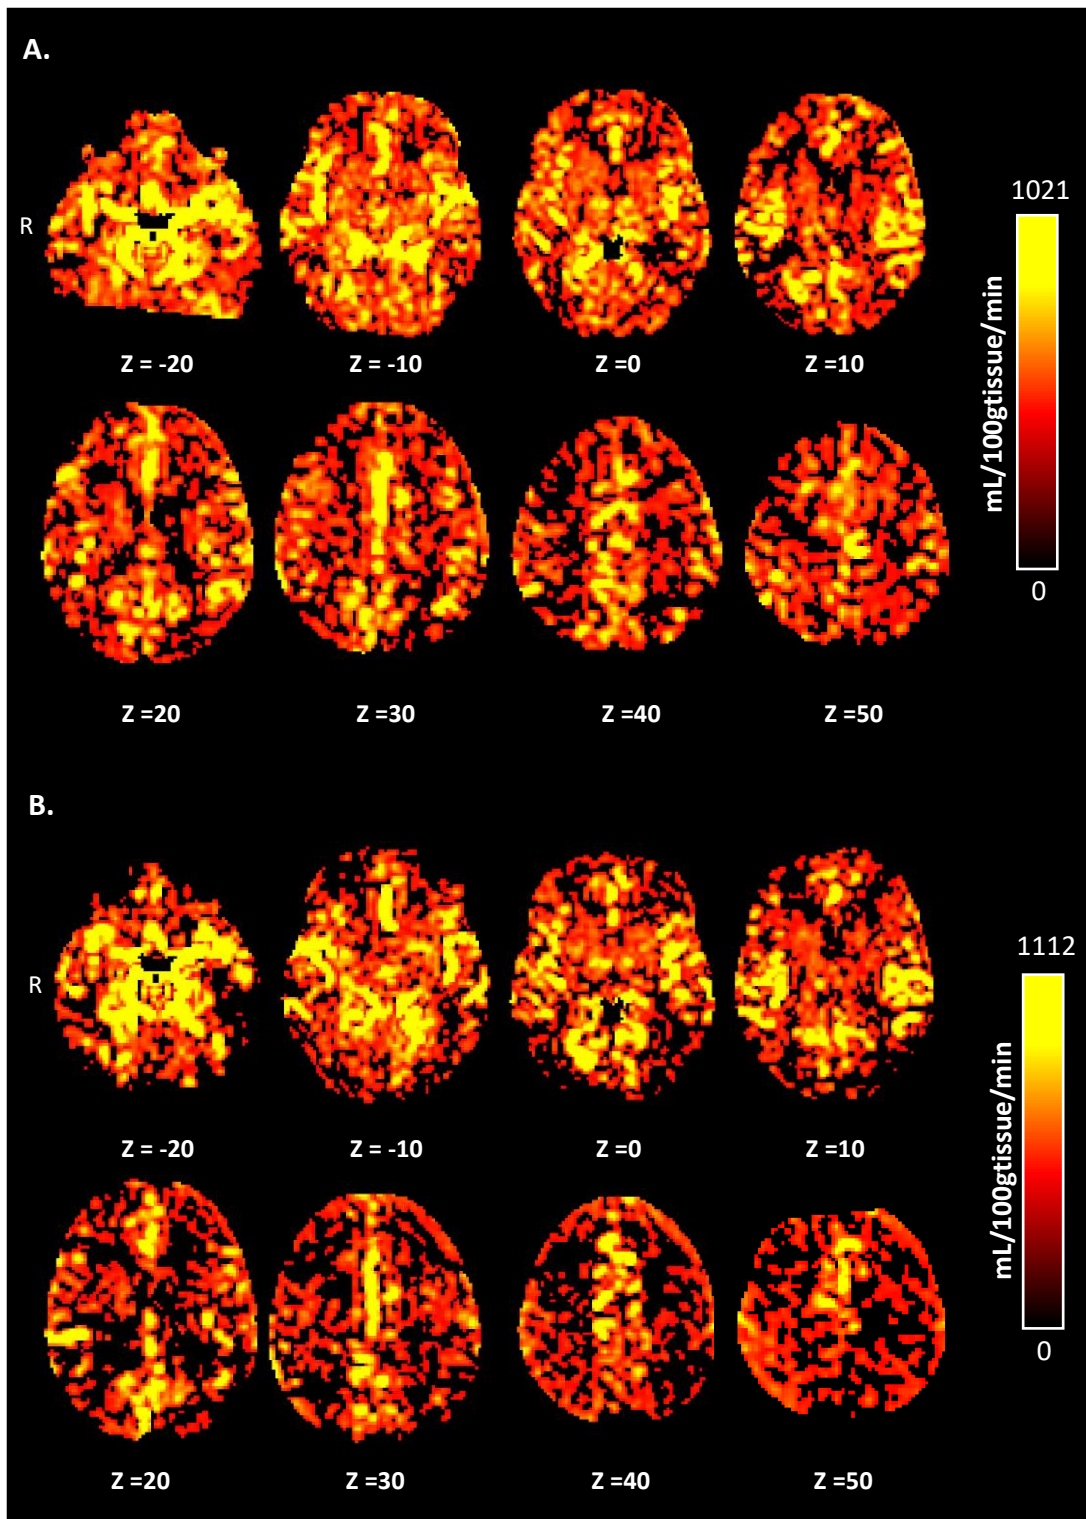 A.
R
1021
mL/100gtissue/min
0
Z = -20 Z = -10 Z =0 Z =10
Z =20 Z =30 Z =40 Z =50
B.
R
1112
mL/100gtissue/min
0
Z = -20 Z = -10 Z =0 Z =10
Z =20 Z =30 Z =40 Z =50